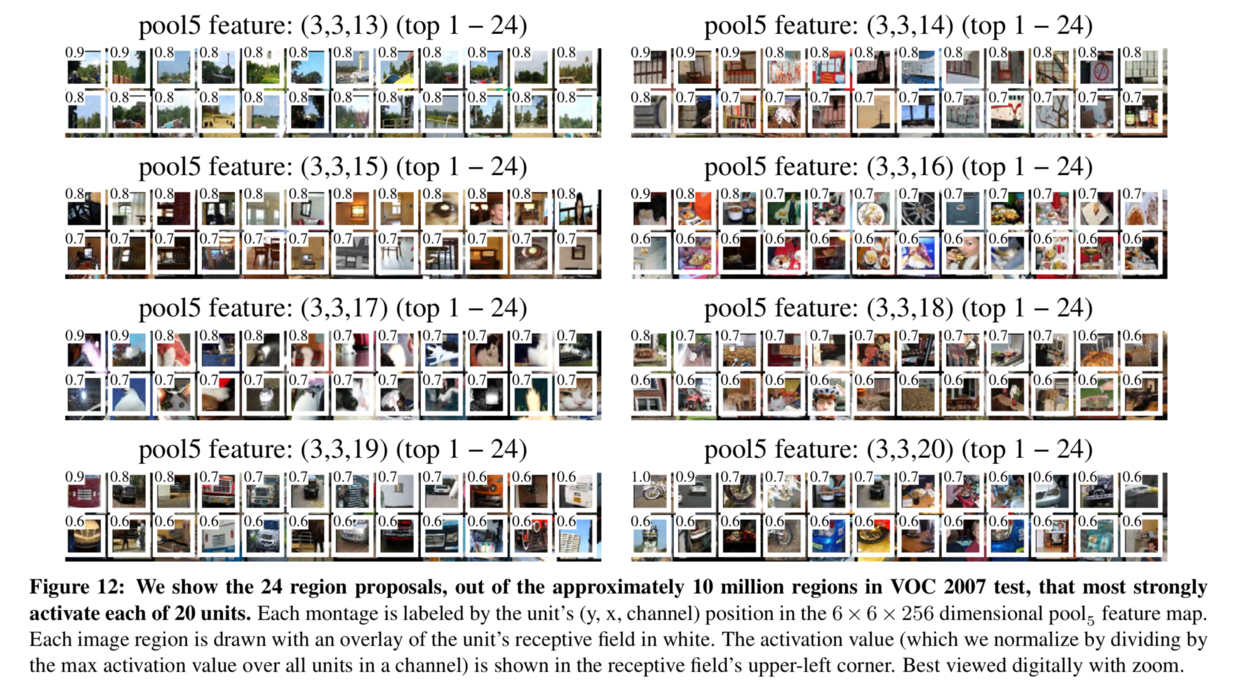 pool5 feature: (3,3,13) (top 1 − 24)
0.9 0.9 0.8 0.8 0.8 0.8 0.8 0.8 0.8 0.8 0.8 0.8
0.8 0.8 0.8 0.8 0.8 0.8 0.8 0.8 0.8 0.8 0.8 0.8
pool5 feature: (3,3,14) (top 1 − 24)
0.9 0.9 0.9 0.8 0.8 0.8 0.8 0.8 0.8 0.8 0.8 0.8
0.8 0.7 0.7 0.7 0.7 0.7 0.7 0.7 0.7 0.7 0.7 0.7
pool5 feature: (3,3,15) (top 1 − 24)
0.8 0.8 0.8 0.8 0.8 0.8 0.8 0.8 0.8 0.8 0.8 0.8
0.7 0.7 0.7 0.7 0.7 0.7 0.7 0.7 0.7 0.7 0.7 0.7
pool5 feature: (3,3,16) (top 1 − 24)
0.9 0.8 0.8 0.7 0.7 0.7 0.7 0.7 0.7 0.7 0.7 0.7
0.6 0.6 0.6 0.6 0.6 0.6 0.6 0.6 0.6 0.6 0.6 0.6
pool5 feature: (3,3,17) (top 1 − 24)
0.9 0.9 0.8 0.8 0.8 0.8 0.7 0.7 0.7 0.7 0.7 0.7
0.7 0.7 0.7 0.7 0.7 0.7 0.7 0.7 0.7 0.7 0.7 0.7
pool5 feature: (3,3,18) (top 1 − 24)
0.8 0.7 0.7 0.7 0.7 0.7 0.7 0.7 0.7 0.7 0.6 0.6
0.6 0.6 0.6 0.6 0.6 0.6 0.6 0.6 0.6 0.6 0.6 0.6
pool5 feature: (3,3,19) (top 1 − 24)
0.9 0.8 0.8 0.7 0.7 0.7 0.7 0.7 0.7 0.6 0.6 0.6
0.6 0.6 0.6 0.6 0.6 0.6 0.6 0.6 0.6 0.6 0.6 0.6
pool5 feature: (3,3,20) (top 1 − 24)
1.0 0.9 0.7 0.7 0.7 0.7 0.7 0.7 0.6 0.6 0.6 0.6
0.6 0.6 0.6 0.6 0.6 0.6 0.6 0.6 0.6 0.6 0.6 0.6
Figure 12: We show the 24 region proposals, out of the approximately 10 million regions in VOC 2007 test, that most strongly
activate each of 20 units. Each montage is labeled by the unit's (y, x, channel) position in the 6 × 6 × 256 dimensional pool₅ feature map.
Each image region is drawn with an overlay of the unit's receptive field in white. The activation value (which we normalize by dividing by
the max activation value over all units in a channel) is shown in the receptive field's upper-left corner. Best viewed digitally with zoom.